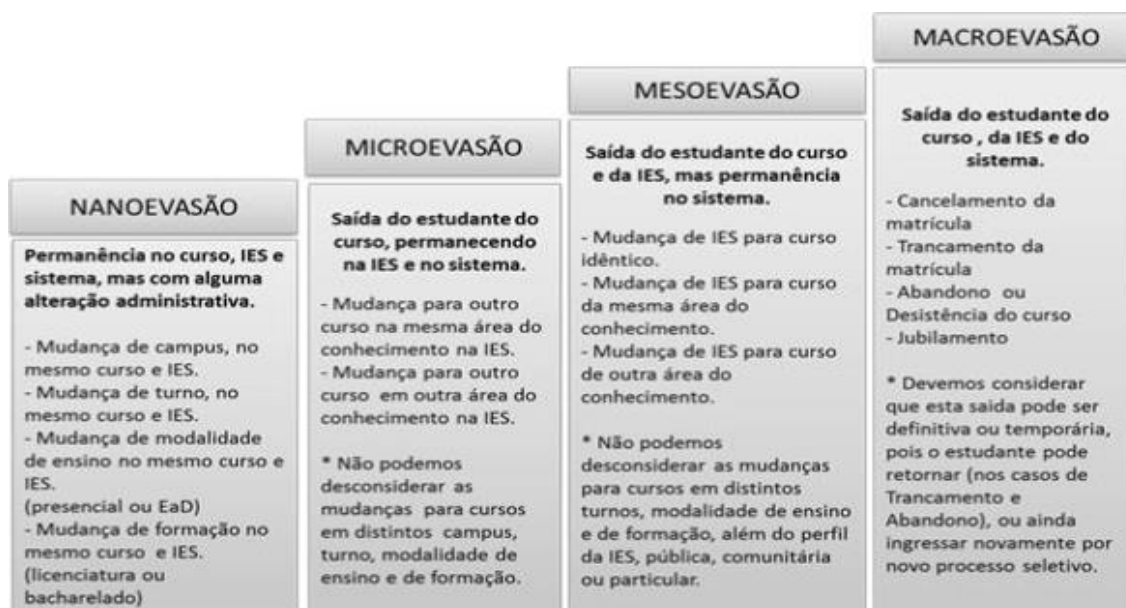 NANOEVASÃO
Permanência no curso, IES e
sistema, mas com alguma
alteração administrativa.
- Mudança de campus, no
mesmo curso e IES.
- Mudança de turno, no
mesmo curso e IES.
- Mudança de modalidade
de ensino no mesmo curso e
IES.
(presencial ou EaD)
- Mudança de formação no
mesmo curso e IES.
(licenciatura ou
bacharelado)
MICROEVASÃO
Saída do estudante do
curso, permanecendo
na IES e no sistema.
- Mudança para outro
curso na mesma área do
conhecimento na IES.
- Mudança para outro
curso em outra área do
conhecimento na IES.
* Não podemos
desconsiderar as
mudanças para cursos
em distintos campus,
turno, modalidade de
ensino e de formação.
MESOEVASÃO
Saída do estudante do curso
e da IES, mas permanência
no sistema.
- Mudança de IES para curso
idêntico.
- Mudança de IES para curso
da mesma área do
conhecimento.
- Mudança de IES para curso
de outra área do
conhecimento.
* Não podemos
desconsiderar as mudanças
para cursos em distintos
turnos, modalidade de ensino
e de formação, além do perfil
da IES, pública, comunitária
ou particular.
MACROEVASÃO
Saída do estudante do
curso , da IES e do
sistema.
- Cancelamento da
matrícula
- Trancamento da
matrícula
- Abandono ou
Desistência do curso
- Jubilamento
* Devemos considerar
que esta saida pode ser
definitiva ou temporária,
pois o estudante pode
retornar (nos casos de
Trancamento e
Abandono), ou ainda
ingressar novamente por
novo processo seletivo.